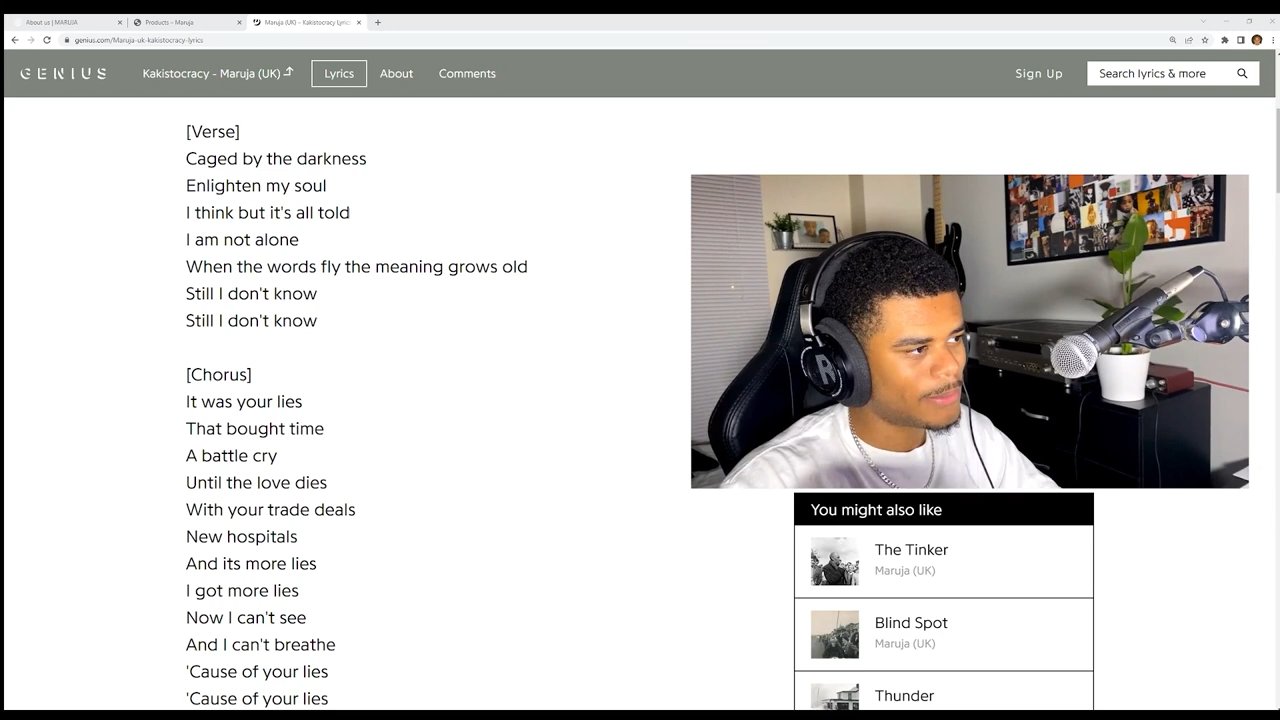 About us | MARUJA
Products – Maruja
Maruja (UK) – Kakistocracy Lyric
genius.com/Maruja-uk-kakistocracy-lyrics
GENIUS
Kakistocracy - Maruja (UK)
Lyrics
About
Comments
Sign Up
Search lyrics & more
[Verse]
Caged by the darkness
Enlighten my soul
I think but it's all told
I am not alone
When the words fly the meaning grows old
Still I don't know
Still I don't know
[Chorus]
It was your lies
That bought time
A battle cry
Until the love dies
With your trade deals
New hospitals
And its more lies
I got more lies
Now I can't see
And I can't breathe
'Cause of your lies
'Cause of your lies
R
You might also like
The Tinker
Maruja (UK)
Blind Spot
Maruja (UK)
Thunder